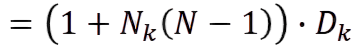 = (1 + N_k(N − 1)) · D_k